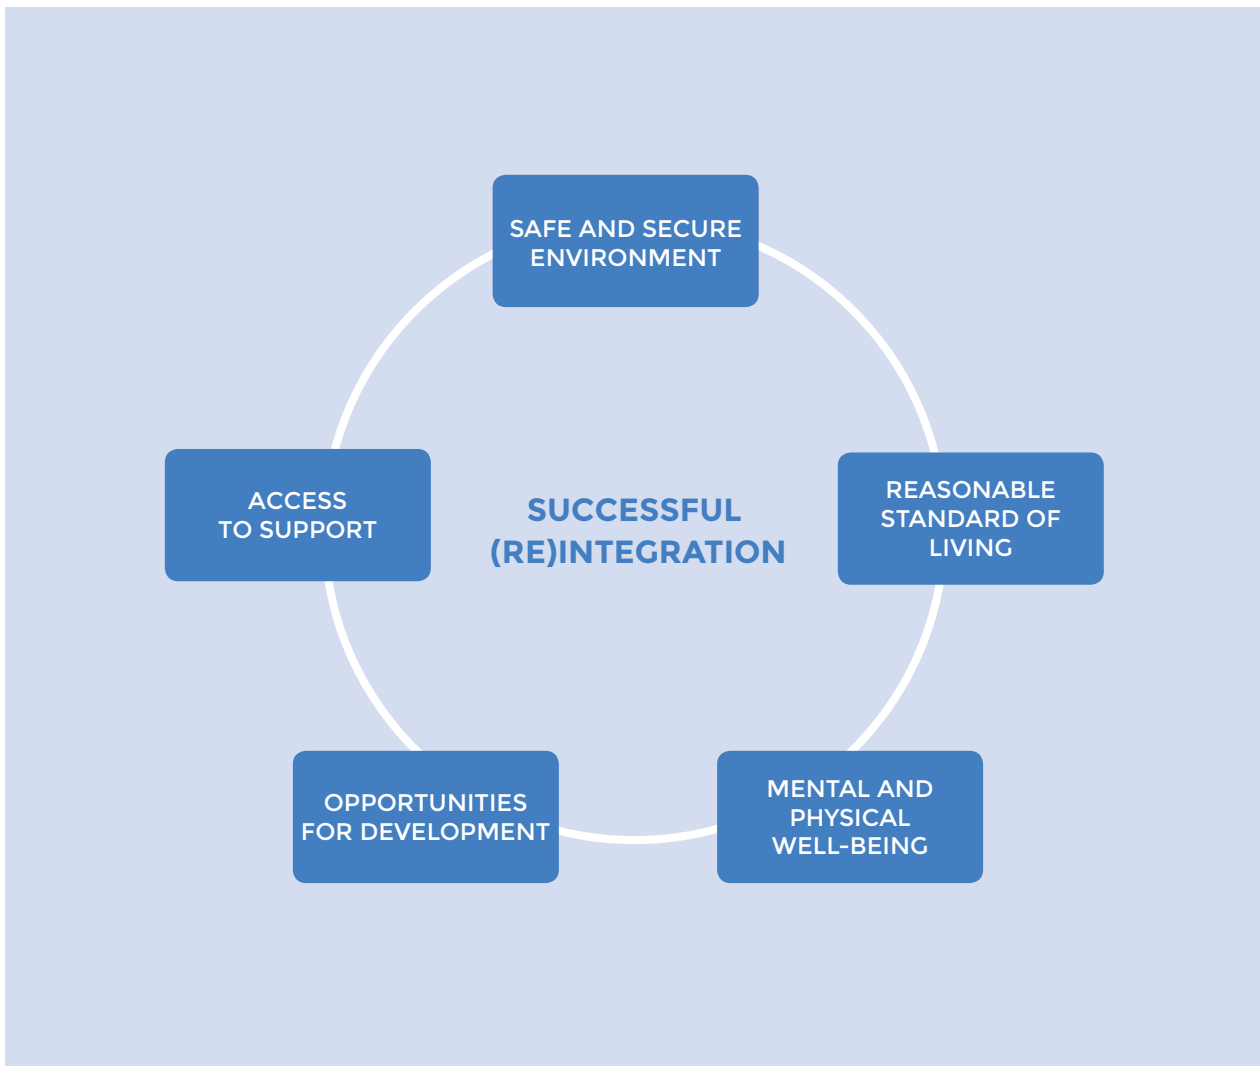 SAFE AND SECURE
ENVIRONMENT
ACCESS
TO SUPPORT
SUCCESSFUL
(RE)INTEGRATION
REASONABLE
STANDARD OF
LIVING
OPPORTUNITIES
FOR DEVELOPMENT
MENTAL AND
PHYSICAL
WELL-BEING